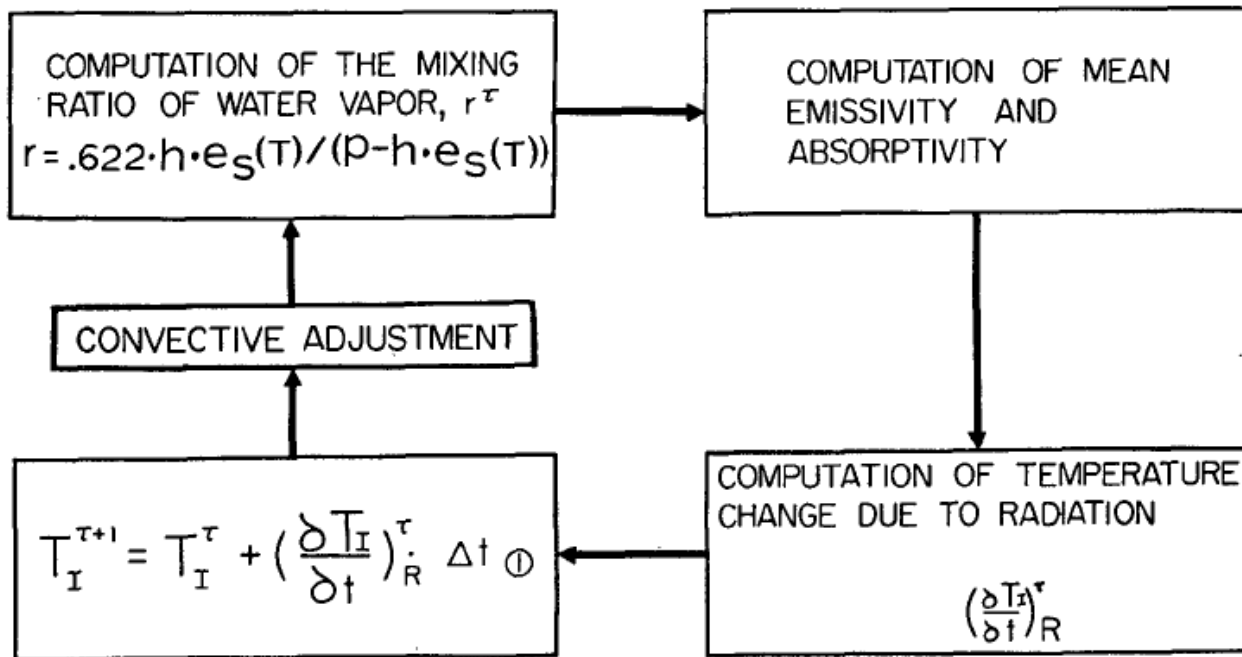 COMPUTATION OF THE MIXING
RATIO OF WATER VAPOR, r^τ
r = .622·h·e_S(T)/(P-h·e_S(T))
COMPUTATION OF MEAN
EMISSIVITY AND
ABSORPTIVITY
CONVECTIVE ADJUSTMENT
T_I^{τ+1} = T_I^τ + (∂T_I/∂t)_R^τ Δt ①
COMPUTATION OF TEMPERATURE
CHANGE DUE TO RADIATION
(∂T_I/∂t)_R^τ